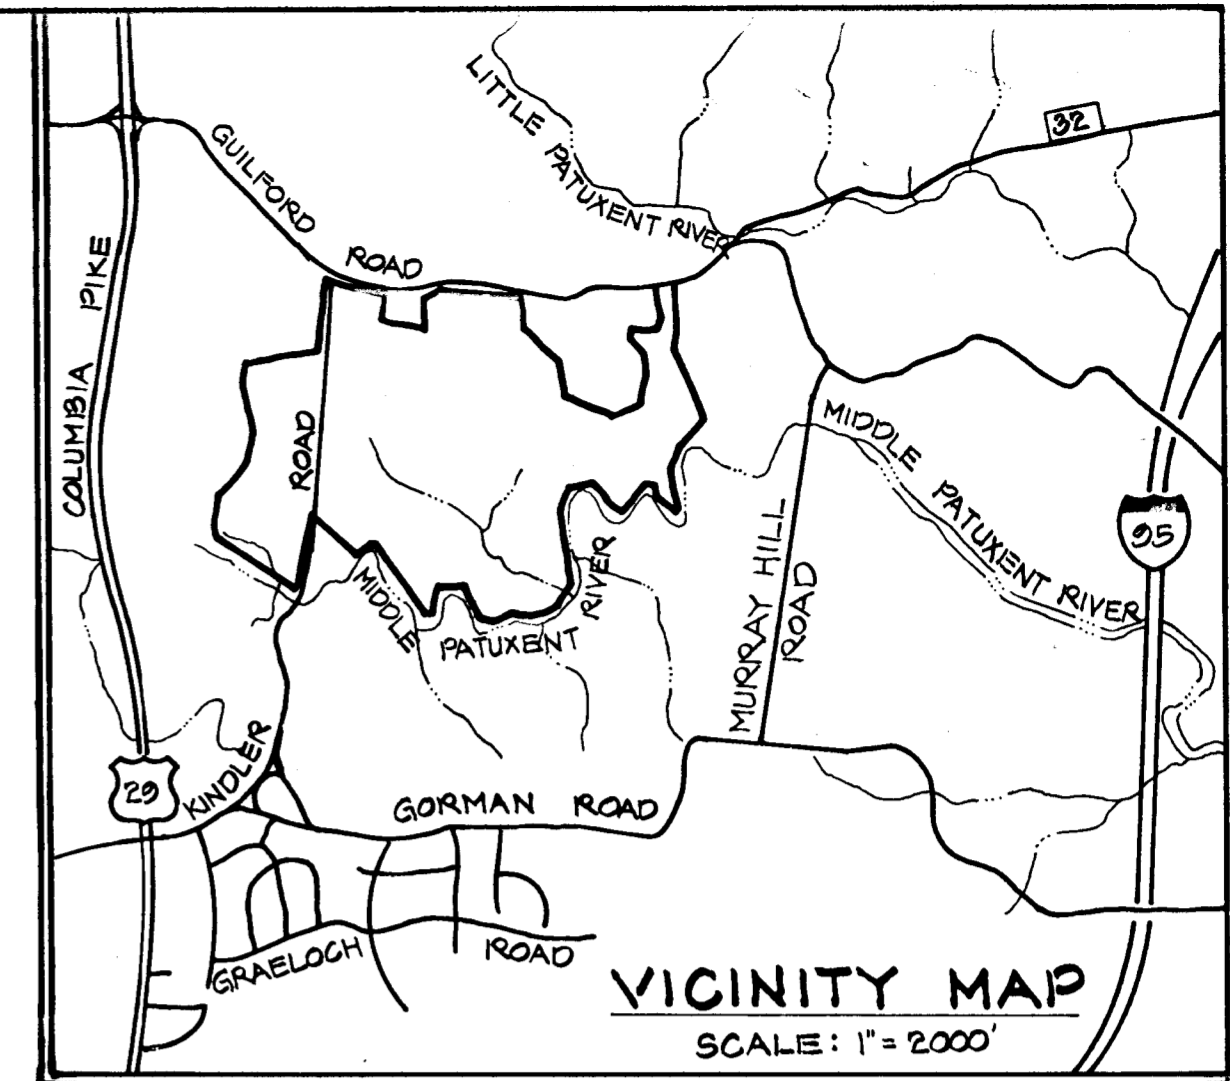 LITTLE PATUXENT RIVER
32
GUILFORD ROAD
COLUMBIA PIKE
ROAD
MIDDLE PATUXENT RIVER
95
MIDDLE PATUXENT RIVER
MURRAY HILL
ROAD
29
KINDLER
GORMAN ROAD
GRAELOCH ROAD
VICINITY MAP
SCALE: 1" = 2000'